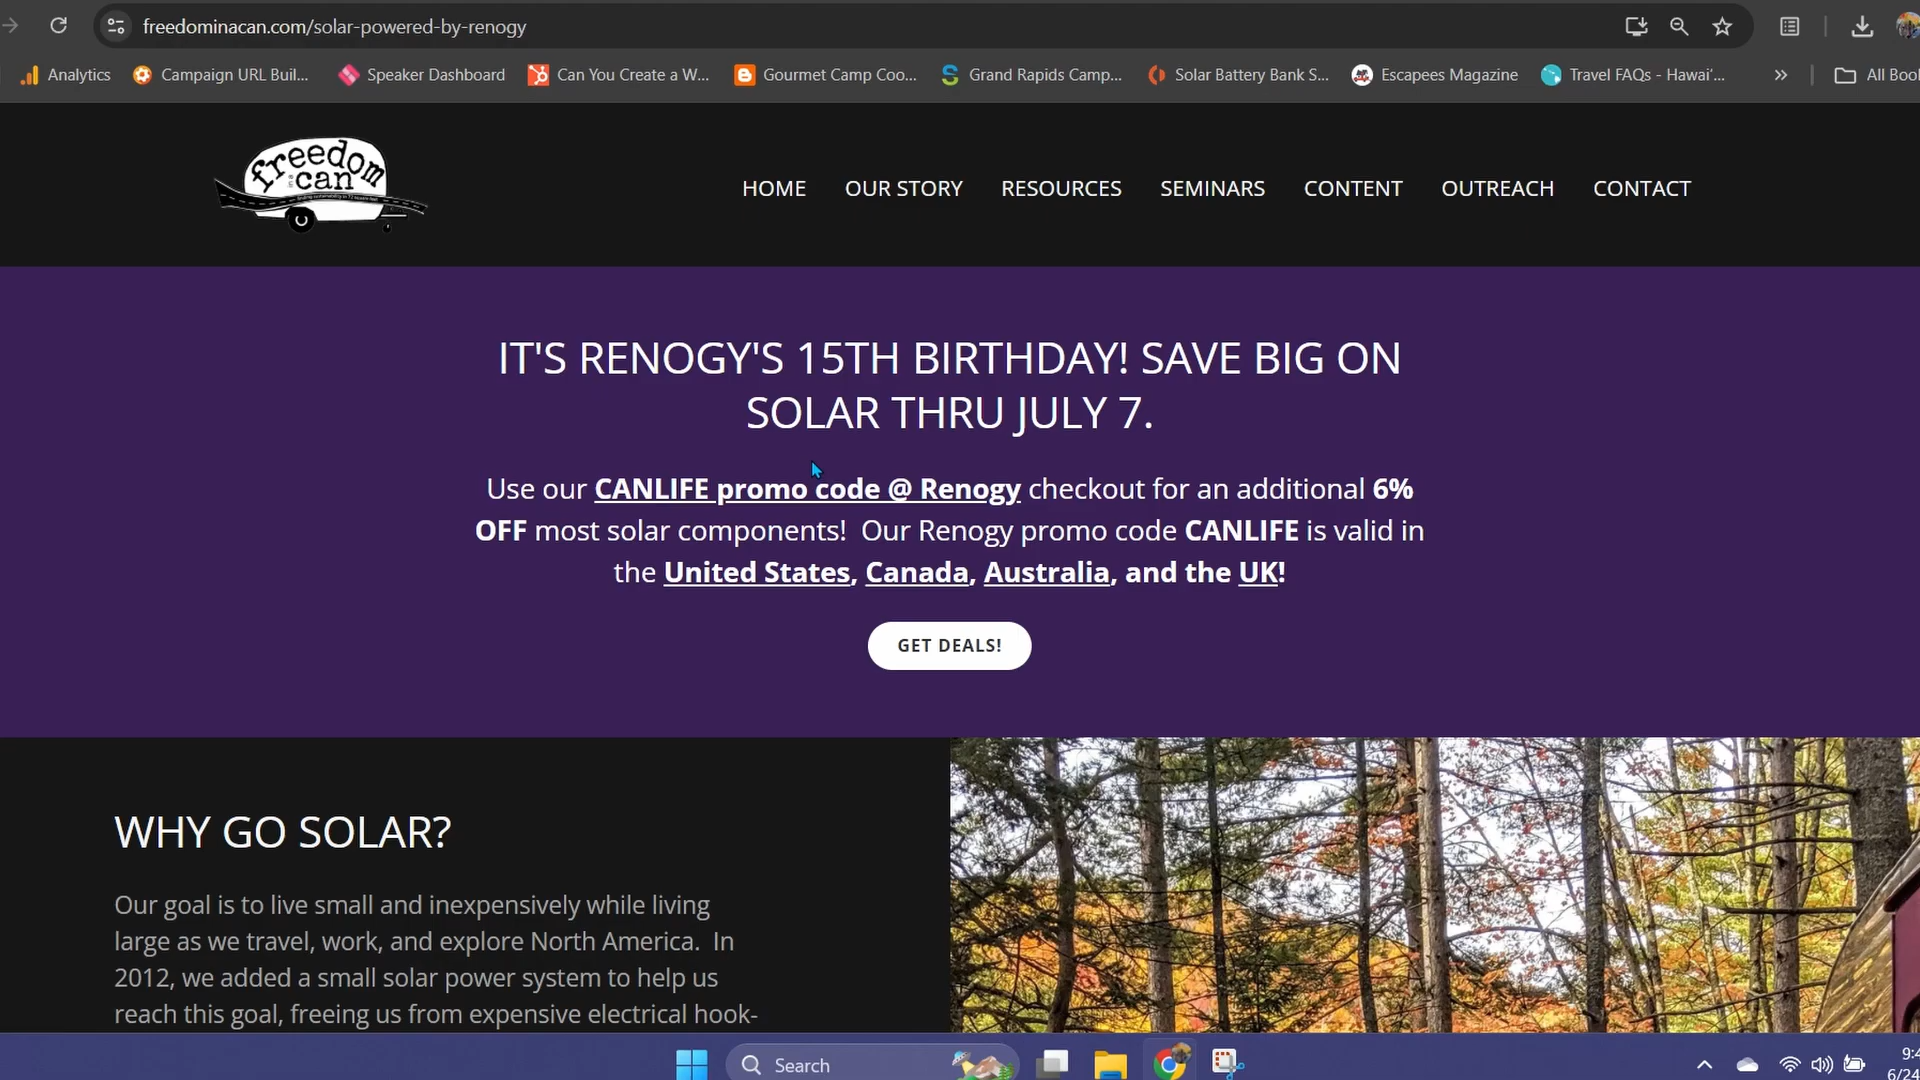 freedominacan.com/solar-powered-by-renogy
Analytics
Campaign URL Buil...
Speaker Dashboard
Can You Create a W...
Gourmet Camp Coo...
Grand Rapids Camp...
Solar Battery Bank S...
Escapees Magazine
Travel FAQs - Hawai'...
All Bool
freedom
in a
can
HOME
OUR STORY
RESOURCES
SEMINARS
CONTENT
OUTREACH
CONTACT
IT'S RENOGY'S 15TH BIRTHDAY! SAVE BIG ON
SOLAR THRU JULY 7.
Use our CANLIFE promo code @ Renogy checkout for an additional 6%
OFF most solar components!  Our Renogy promo code CANLIFE is valid in
the United States, Canada, Australia, and the UK!
GET DEALS!
WHY GO SOLAR?
Our goal is to live small and inexpensively while living
large as we travel, work, and explore North America.  In
2012, we added a small solar power system to help us
reach this goal, freeing us from expensive electrical hook-
Search
9:4
6/24